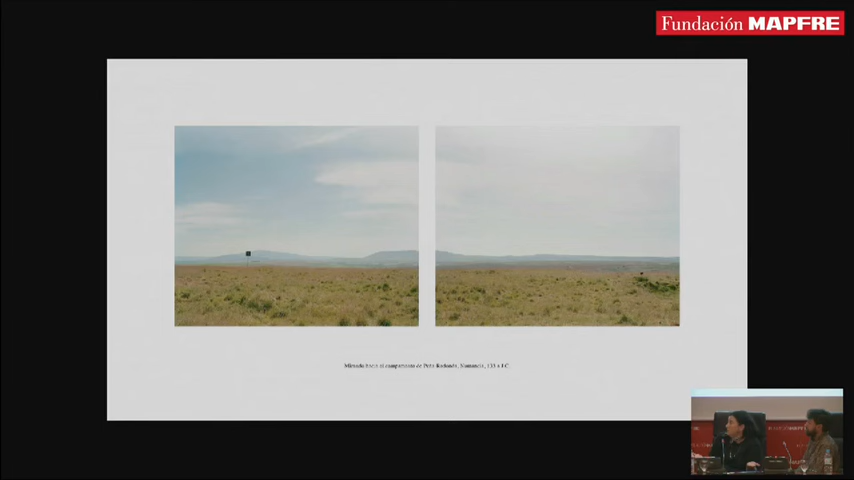 Fundación MAPFRE
Mirando hacia el campamento de Peña Redonda, Numancia, 133 A.F.C.